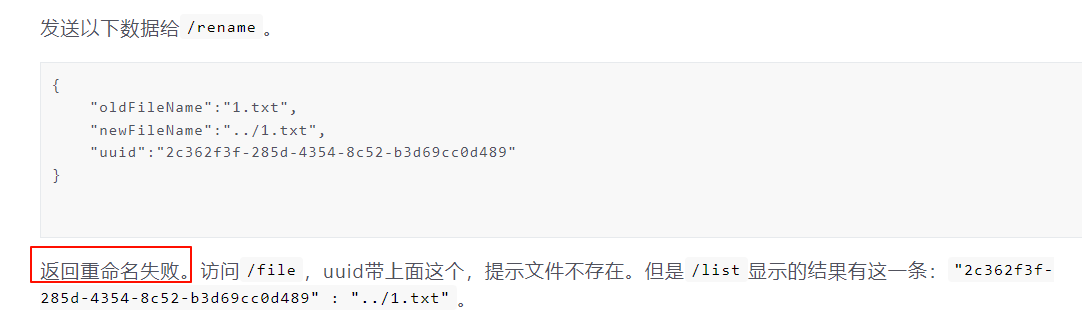 发送以下数据给 /rename 。
{
"oldFileName":"1.txt",
"newFileName":"../1.txt",
"uuid":"2c362f3f-285d-4354-8c52-b3d69cc0d489"
}
返回重命名失败。访问 /file ，uuid带上面这个，提示文件不存在。但是 /list 显示的结果有这一条： "2c362f3f-
285d-4354-8c52-b3d69cc0d489" : "../1.txt" 。